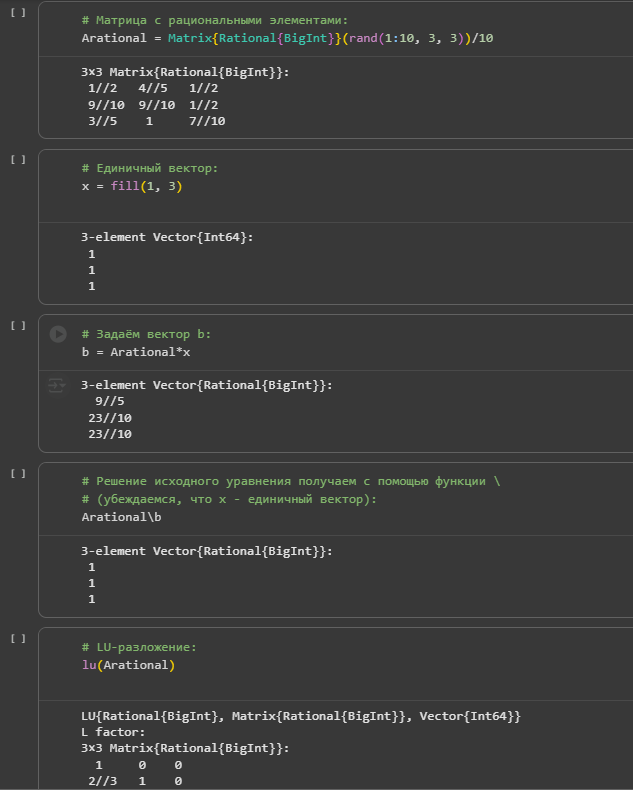 [ ]
# Матрица с рациональными элементами:
Arational = Matrix{Rational{BigInt}}(rand(1:10, 3, 3))/10
3×3 Matrix{Rational{BigInt}}:
1//2 4//5 1//2
9//10 9//10 1//2
3//5 1 7//10
[ ]
# Единичный вектор:
x = fill(1, 3)
3-element Vector{Int64}:
1
1
1
[ ]
# Задаём вектор b:
b = Arational*x
3-element Vector{Rational{BigInt}}:
9//5
23//10
23//10
[ ]
# Решение исходного уравнения получаем с помощью функции \
# (убеждаемся, что x - единичный вектор):
Arational\b
3-element Vector{Rational{BigInt}}:
1
1
1
[ ]
# LU-разложение:
lu(Arational)
LU{Rational{BigInt}, Matrix{Rational{BigInt}}, Vector{Int64}}
L factor:
3×3 Matrix{Rational{BigInt}}:
1 0 0
2//3 1 0